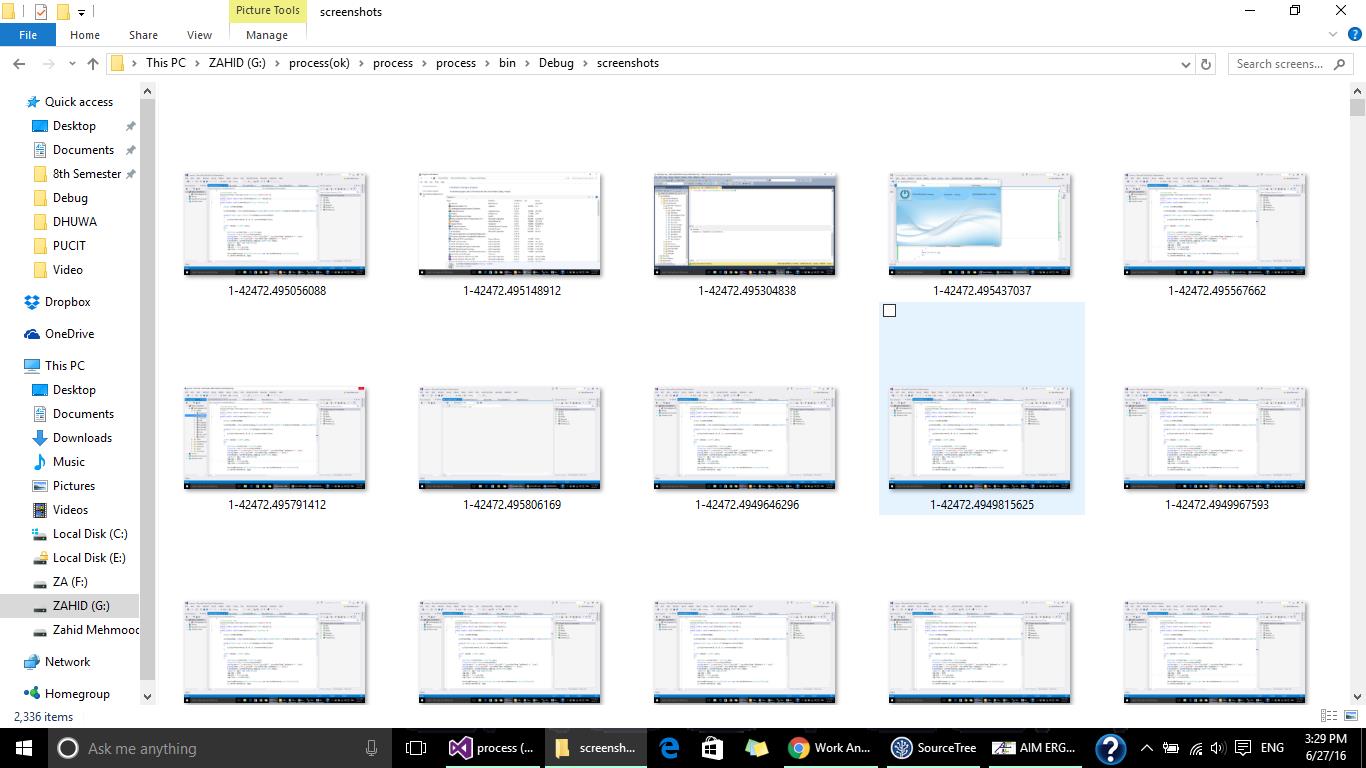 Picture Tools
screenshots
File
Home
Share
View
Manage
This PC
ZAHID (G:)
process(ok)
process
process
bin
Debug
screenshots
Search screens...
Quick access
Desktop
Documents
8th Semester
Debug
DHUWA
PUCIT
Video
Dropbox
OneDrive
This PC
Desktop
Documents
Downloads
Music
Pictures
Videos
Local Disk (C:)
Local Disk (E:)
ZA (F:)
ZAHID (G:)
Zahid Mehmood
Network
Homegroup
1-42472.495056088
1-42472.495148912
1-42472.495304838
1-42472.495437037
1-42472.495567662
1-42472.495791412
1-42472.495806169
1-42472.4949646296
1-42472.4949815625
1-42472.4949967593
2,336 items
Ask me anything
process (...
screensh...
Work An...
SourceTree
AIM ERG...
ENG
3:29 PM
6/27/16